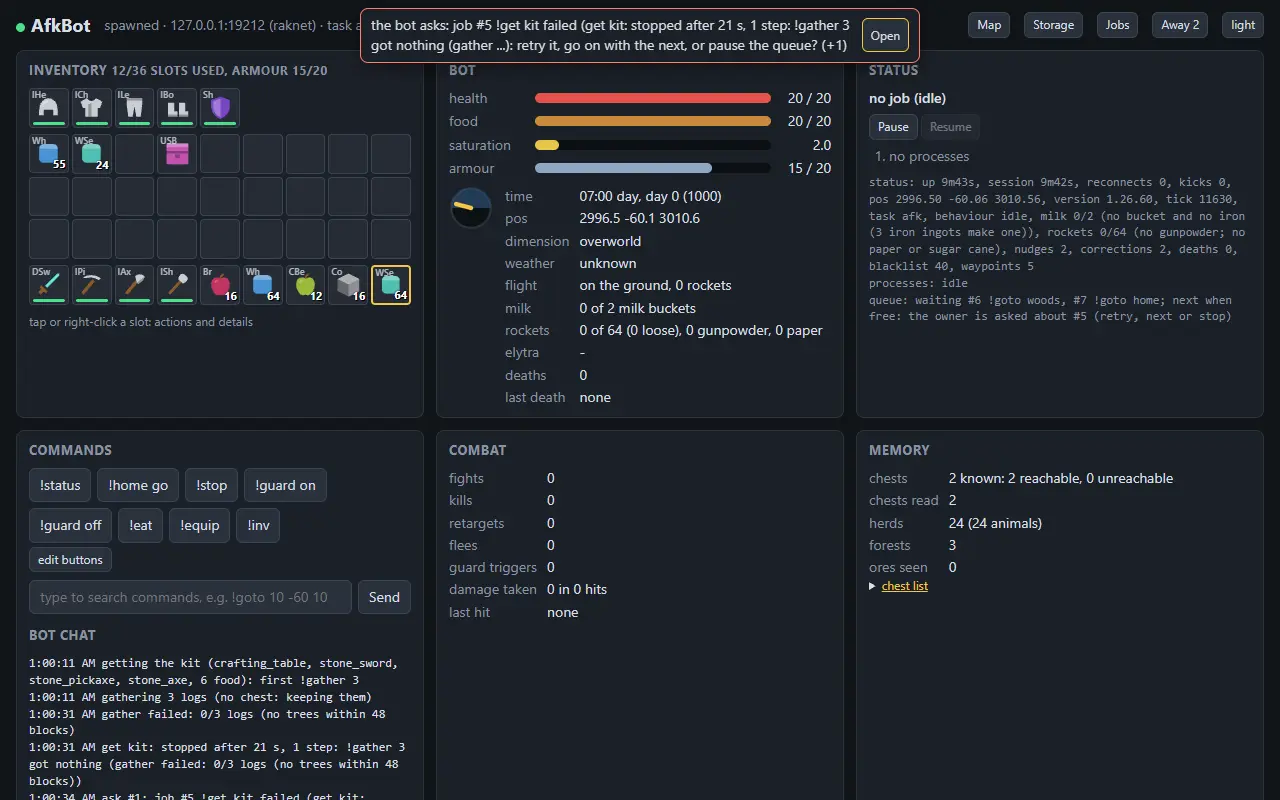 AfkBot
spawned · 127.0.0.1:19212 (raknet) · task a
the bot asks: job #5 !get kit failed (get kit: stopped after 21 s, 1 step: !gather 3
got nothing (gather ...): retry it, go on with the next, or pause the queue? (+1)
Open
Map
Storage
Jobs
Away 2
light
INVENTORY 12/36 SLOTS USED, ARMOUR 15/20
IHe
ICh
ILe
IBo
Sh
Wh
55
WSe
24
USB
DSw
IPi
IAx
ISh
Br
16
Wh
64
CBe
12
Co
16
WSe
64
tap or right-click a slot: actions and details
BOT
health 20 / 20
food 20 / 20
saturation 2.0
armour 15 / 20
time 07:00 day, day 0 (1000)
pos 2996.5 -60.1 3010.6
dimension overworld
weather unknown
flight on the ground, 0 rockets
milk 0 of 2 milk buckets
rockets 0 of 64 (0 loose), 0 gunpowder, 0 paper
elytra -
deaths 0
last death none
STATUS
no job (idle)
Pause
Resume
1. no processes
status: up 9m43s, session 9m42s, reconnects 0, kicks 0,
pos 2996.50 -60.06 3010.56, version 1.26.60, tick 11630,
task afk, behaviour idle, milk 0/2 (no bucket and no iron
(3 iron ingots make one)), rockets 0/64 (no gunpowder; no
paper or sugar cane), nudges 2, corrections 2, deaths 0,
blacklist 40, waypoints 5
processes: idle
queue: waiting #6 !goto woods, #7 !goto home; next when
free: the owner is asked about #5 (retry, next or stop)
COMMANDS
!status
!home go
!stop
!guard on
!guard off
!eat
!equip
!inv
edit buttons
type to search commands, e.g. !goto 10 -60 10
Send
BOT CHAT
1:00:11 AM getting the kit (crafting_table, stone_sword,
stone_pickaxe, stone_axe, 6 food): first !gather 3
1:00:11 AM gathering 3 logs (no chest: keeping them)
1:00:31 AM gather failed: 0/3 logs (no trees within 48
blocks)
1:00:31 AM get kit: stopped after 21 s, 1 step: !gather 3
got nothing (gather failed: 0/3 logs (no trees within 48
blocks))
1:00:34 AM ask #1: job #5 !get kit failed (get kit:
COMBAT
fights 0
kills 0
retargets 0
flees 0
guard triggers 0
damage taken 0 in 0 hits
last hit none
MEMORY
chests 2 known: 2 reachable, 0 unreachable
chests read 2
herds 24 (24 animals)
forests 3
ores seen 0
chest list